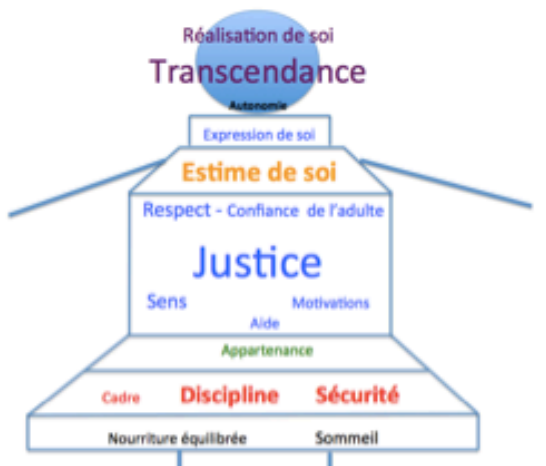 Réalisation de soi
Transcendance
Autonomie
Expression de soi
Estime de soi
Respect - Confiance de l'adulte
Justice
Sens Motivations
Aide
Appartenance
Cadre Discipline Sécurité
Nourriture équilibrée Sommeil